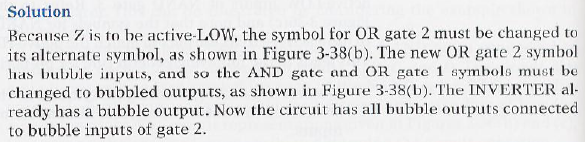 Solution
Because Z is to be active-LOW, the symbol for OR gate 2 must be changed to
its alternate symbol, as shown in Figure 3-38(b). The new OR gate 2 symbol
has bubble inputs, and so the AND gate and OR gate 1 symbols must be
changed to bubbled outputs, as shown in Figure 3-38(b). The INVERTER al-
ready has a bubble output. Now the circuit has all bubble outputs connected
to bubble inputs of gate 2.